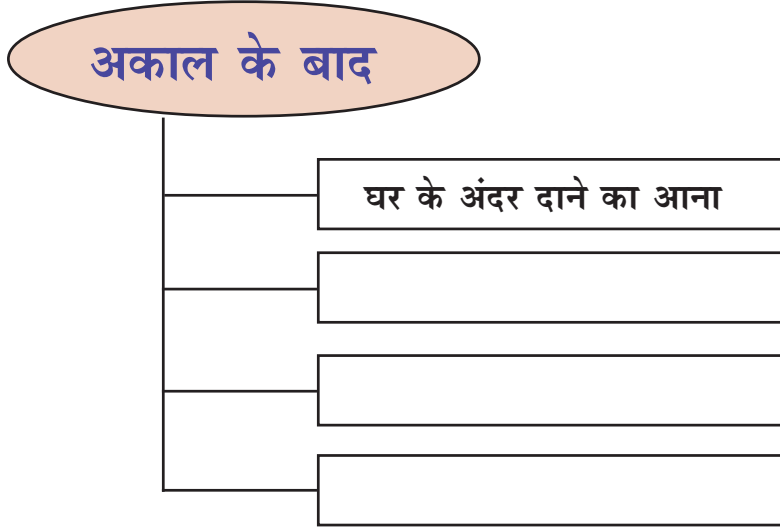 अकाल के बाद
घर के अंदर दाने का आना